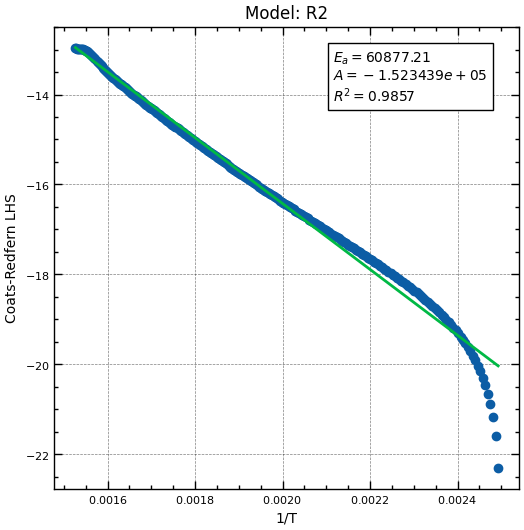 Model: R2
E_a = 60877.21
A = −1.523439e + 05
R² = 0.9857
Coats-Redfern LHS
−14
−16
−18
−20
−22
0.0016 0.0018 0.0020 0.0022 0.0024
1/T